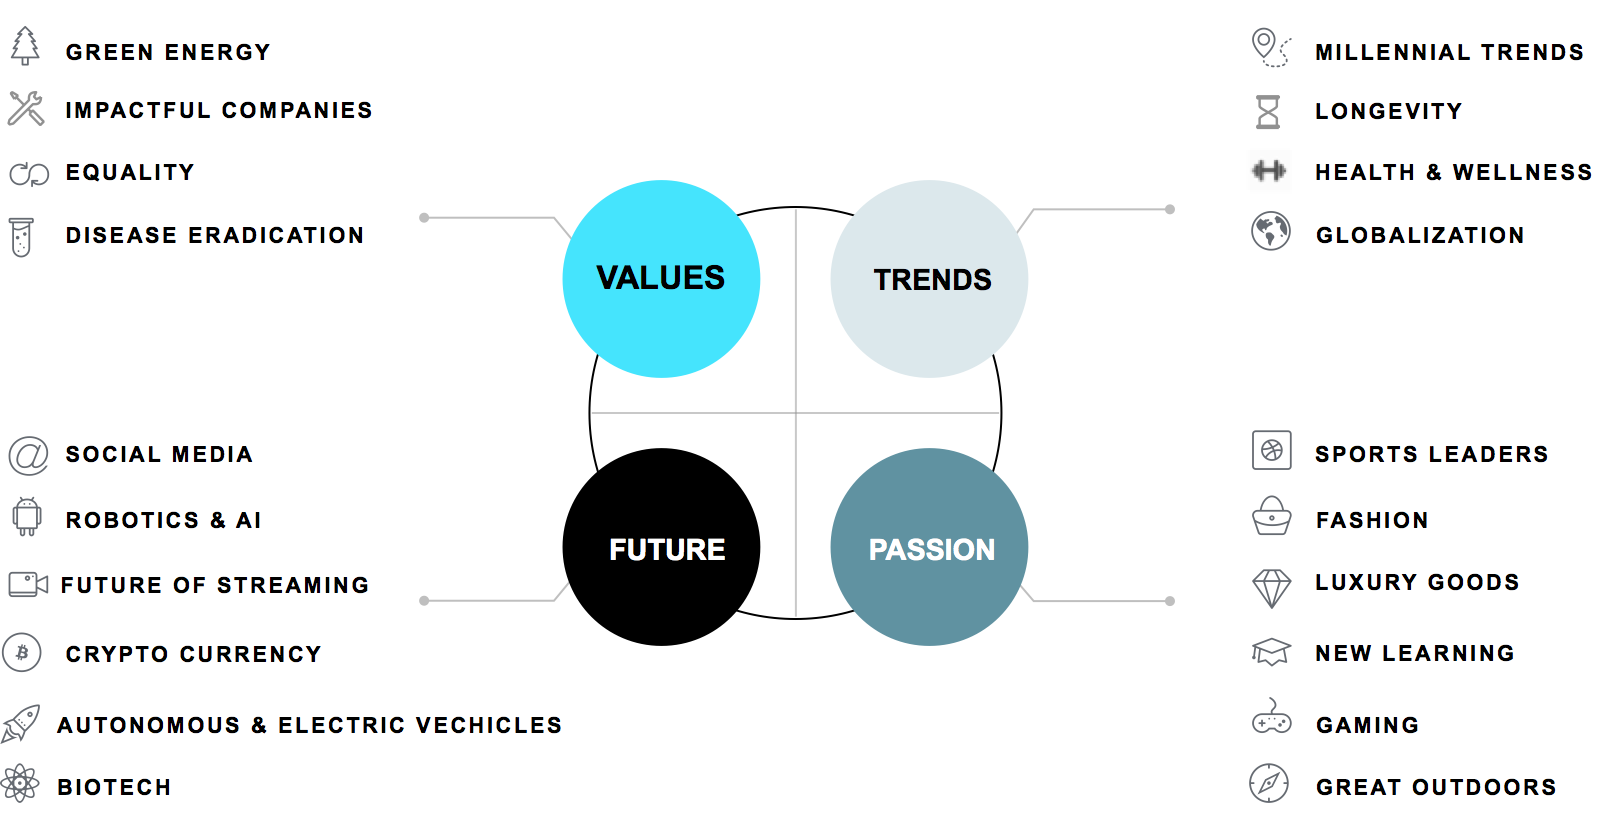 GREEN ENERGY
IMPACTFUL COMPANIES
EQUALITY
DISEASE ERADICATION
MILLENNIAL TRENDS
LONGEVITY
HEALTH & WELLNESS
GLOBALIZATION
VALUES
TRENDS
FUTURE
PASSION
SOCIAL MEDIA
ROBOTICS & AI
FUTURE OF STREAMING
CRYPTO CURRENCY
AUTONOMOUS & ELECTRIC VECHICLES
BIOTECH
SPORTS LEADERS
FASHION
LUXURY GOODS
NEW LEARNING
GAMING
GREAT OUTDOORS